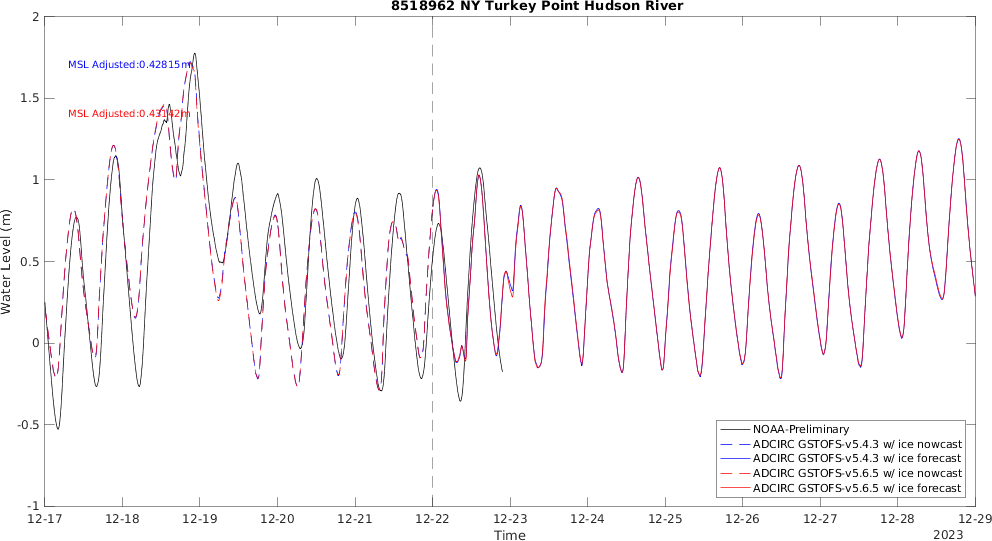 8518962 NY Turkey Point Hudson River
2
MSL Adjusted:0.42815m
1.5
MSL Adjusted:0.43142m
1
Water Level (m)
0.5
0
-0.5
NOAA-Preliminary
ADCIRC GSTOFS-v5.4.3 w/ ice nowcast
ADCIRC GSTOFS-v5.4.3 w/ ice forecast
ADCIRC GSTOFS-v5.6.5 w/ ice nowcast
ADCIRC GSTOFS-v5.6.5 w/ ice forecast
-1
12-17 12-18 12-19 12-20 12-21 12-22 12-23 12-24 12-25 12-26 12-27 12-28 12-29
Time
2023